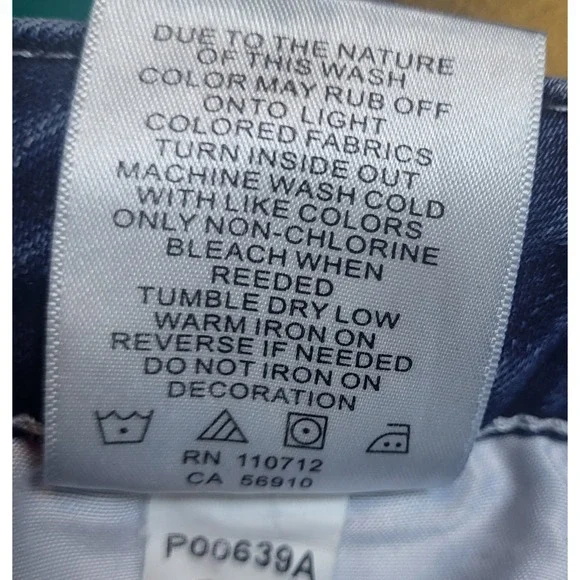 DUE TO THE NATURE
OF THIS WASH
COLOR MAY RUB OFF
ONTO LIGHT
COLORED FABRICS
TURN INSIDE OUT
MACHINE WASH COLD
WITH LIKE COLORS
ONLY NON-CHLORINE
BLEACH WHEN
REEDED
TUMBLE DRY LOW
WARM IRON ON
REVERSE IF NEEDED
DO NOT IRON ON
DECORATION
RN 110712
CA 56910
P00639A